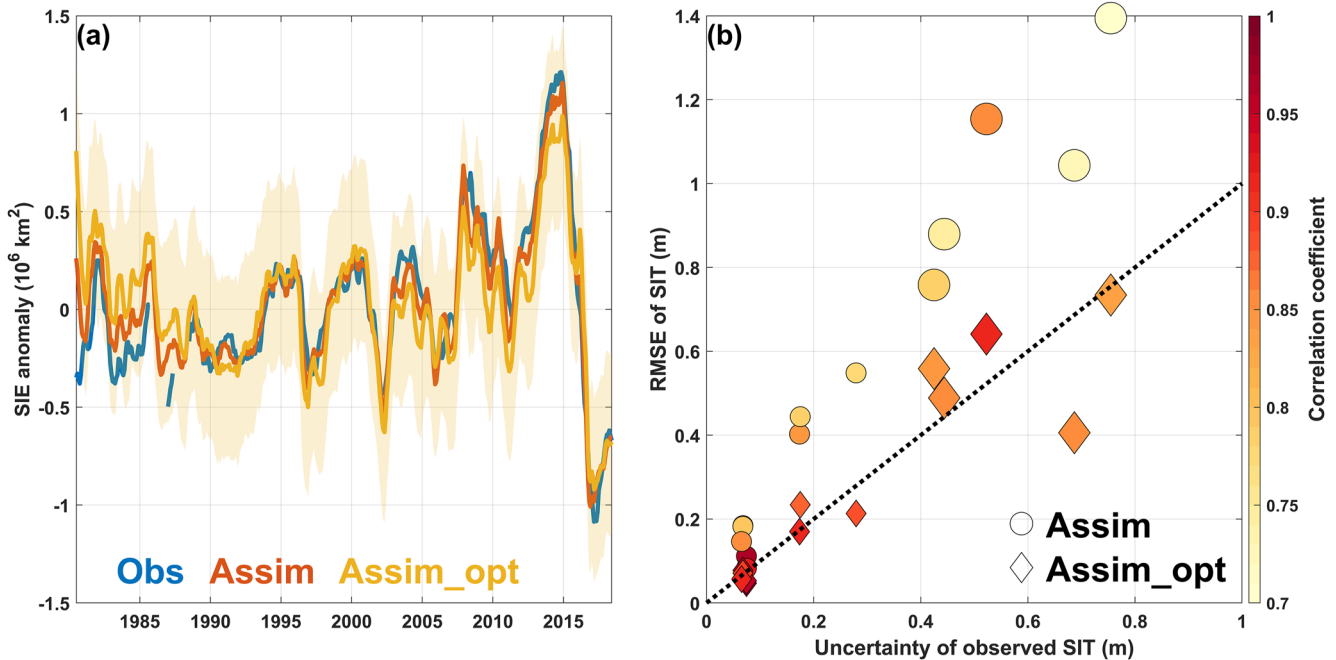 (a)
1.5
1
0.5
0
-0.5
-1
-1.5
SIE anomaly (10⁶ km²)
1985 1990 1995 2000 2005 2010 2015
Obs Assim Assim_opt
(b)
1.4
1.2
1
0.8
0.6
0.4
0.2
0
RMSE of SIT (m)
0 0.2 0.4 0.6 0.8 1
Uncertainty of observed SIT (m)
Assim
Assim_opt
1
0.95
0.9
0.85
0.8
0.75
0.7
Correlation coefficient